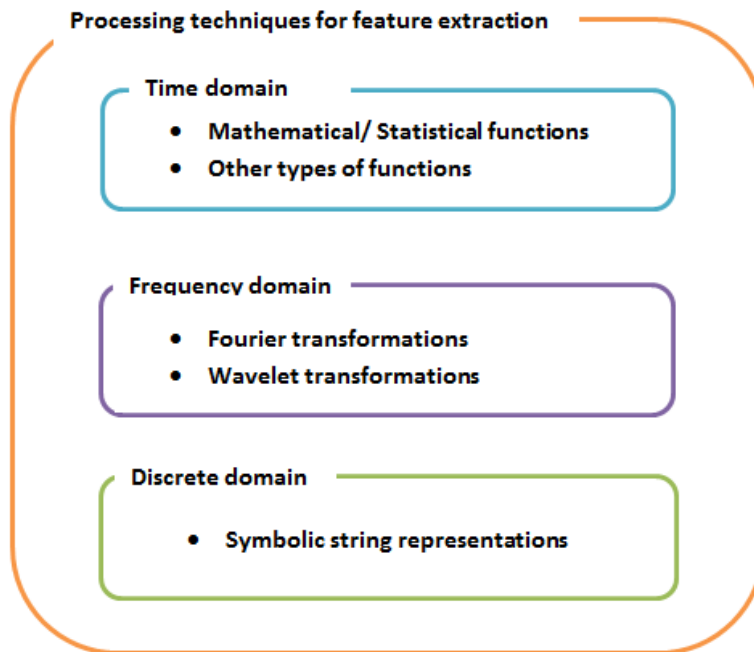 Processing techniques for feature extraction
Time domain
• Mathematical/ Statistical functions
• Other types of functions
Frequency domain
• Fourier transformations
• Wavelet transformations
Discrete domain
• Symbolic string representations